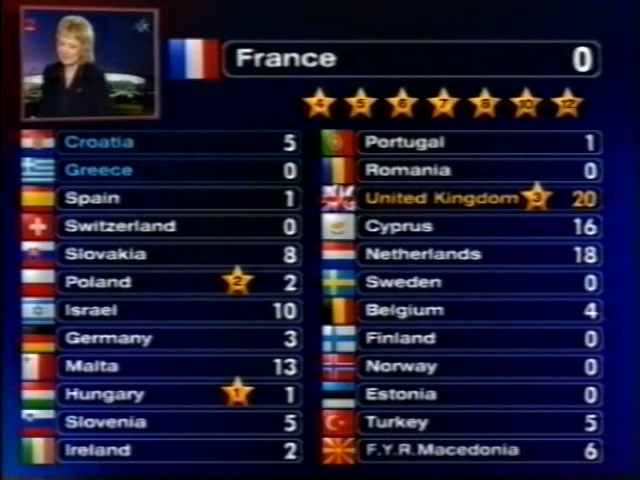 France 0
4 5 6 7 8 10 12
Croatia 5
Greece 0
Spain 1
Switzerland 0
Slovakia 8
Poland 2 2
Israel 10
Germany 3
Malta 13
Hungary 1 1
Slovenia 5
Ireland 2
Portugal 1
Romania 0
United Kingdom 3 20
Cyprus 16
Netherlands 18
Sweden 0
Belgium 4
Finland 0
Norway 0
Estonia 0
Turkey 5
F.Y.R.Macedonia 6